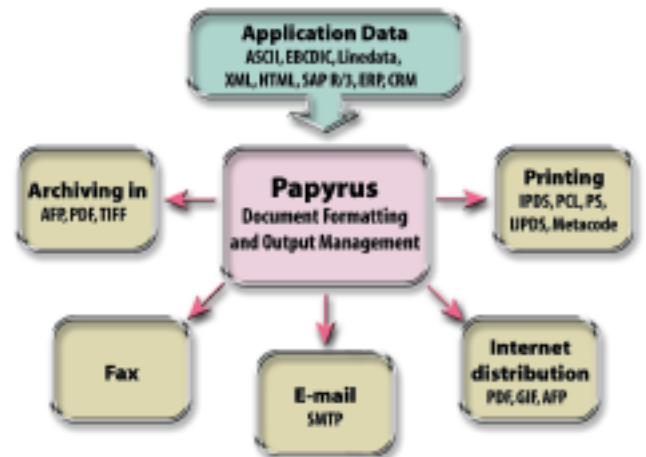 Application Data
ASCII, EBCDIC, Linedata,
XML, HTML, SAP R/3, ERP, CRM
Archiving in
AFP, PDF, TIFF
Papyrus
Document Formatting
and Output Management
Printing
IPDS, PCL, PS,
IJPDS, Metacode
Fax
E-mail
SMTP
Internet
distribution
PDF, GIF, AFP